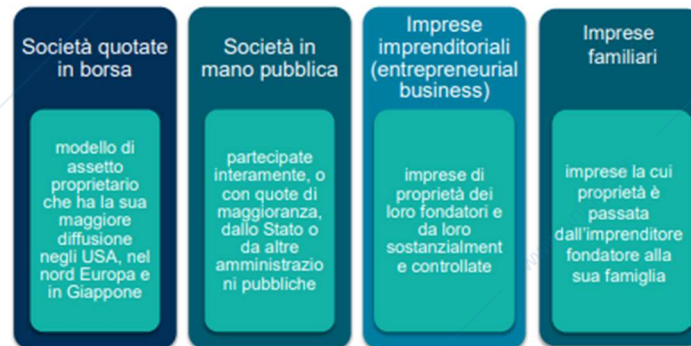 Società quotate
in borsa
modello di
assetto
proprietario
che ha la sua
maggiore
diffusione
negli USA, nel
nord Europa e
in Giappone
Società in
mano pubblica
partecipate
interamente, o
con quote di
maggioranza,
dallo Stato o
da altre
amministrazio
ni pubbliche
Imprese
imprenditoriali
(entrepreneurial
business)
imprese di
proprietà dei
loro fondatori e
da loro
sostanzialment
e controllate
Imprese
familiari
imprese la cui
proprietà è
passata
dall'imprenditore
fondatore alla
sua famiglia